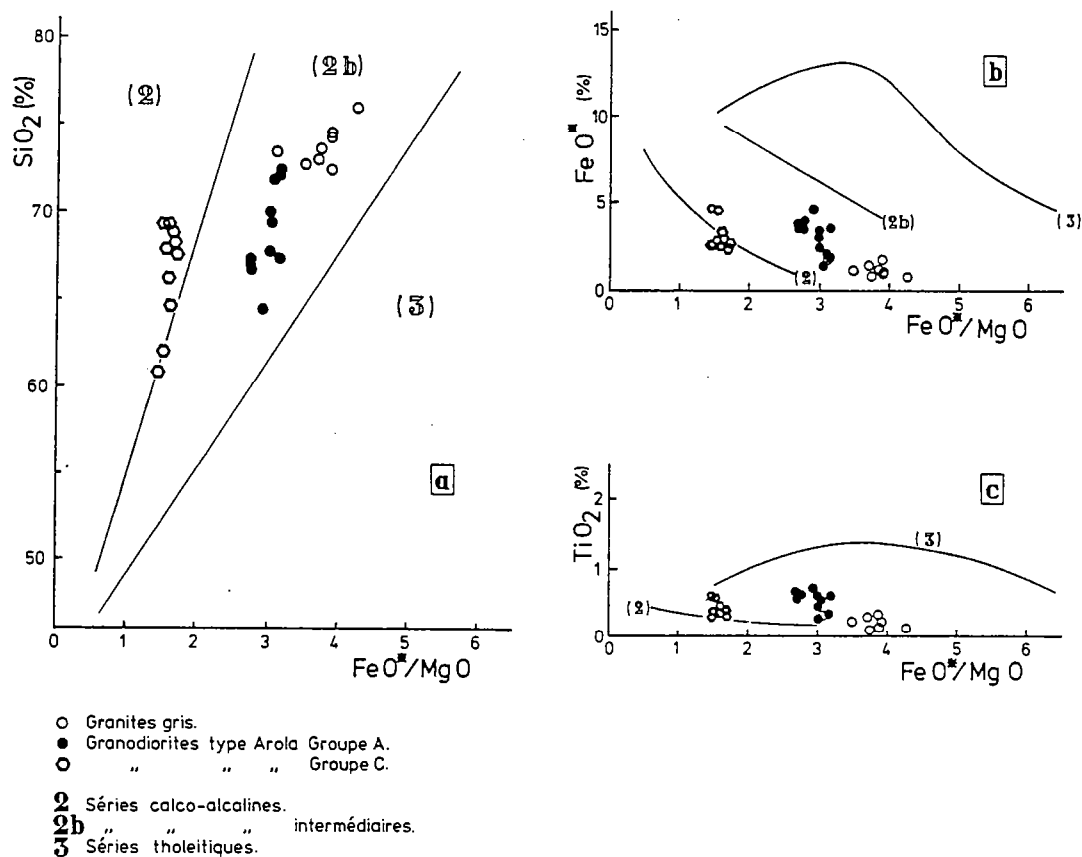 80
70
60
50
SiO2 (%)
(2)
(2b)
(3)
a
0 1 2 3 4 5 6
FeO*/MgO
15
10
5
0
FeO* (%)
b
(2b)
(3)
(2)
0 1 2 3 4 5 6
FeO*/MgO
2
1
0
TiO2 (%)
c
(3)
(2)
0 1 2 3 4 5 6
FeO*/MgO
Granites gris.
Granodiorites type Arola Groupe A.
„ „ „ Groupe C.
2 Séries calco-alcalines.
2b „ „ „ intermédiaires.
3 Séries tholeitiques.